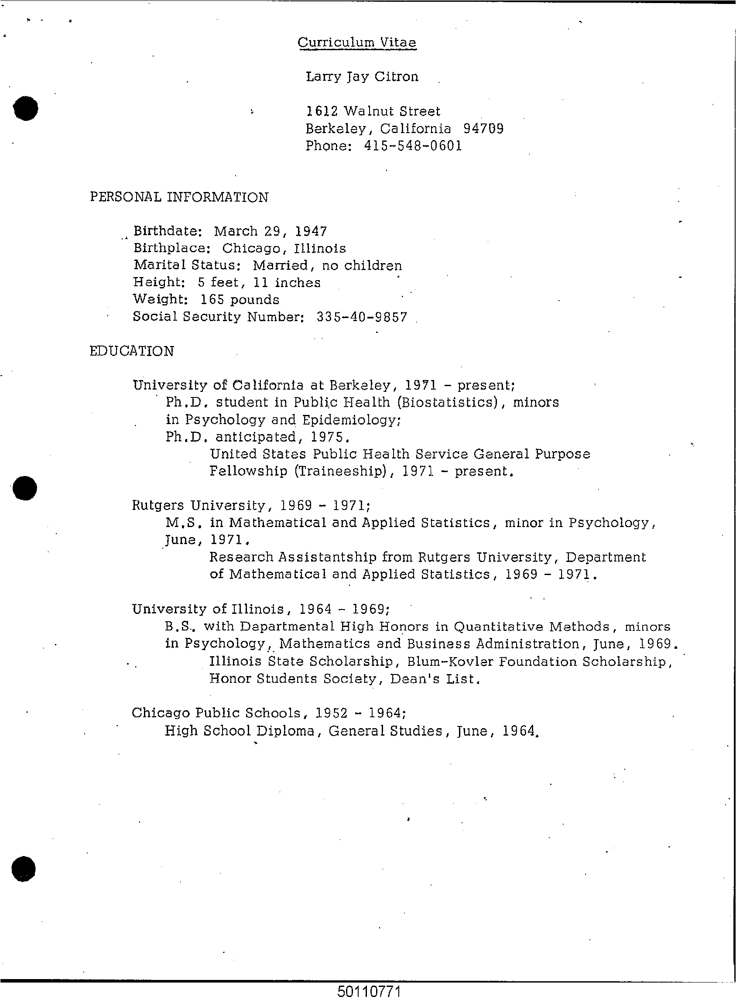 Curriculum Vitae
Larry Jay Citron
1612 Walnut Street
Berkeley, California 94709
Phone: 415-548-0601
PERSONAL INFORMATION
Birthdate: March 29, 1947
Birthplace: Chicago, Illinois
Marital Status: Married, no children
Height: 5 feet, 11 inches
Weight: 165 pounds
Social Security Number: 335-40-9857
EDUCATION
University of California at Berkeley, 1971 - present;
Ph.D. student in Public Health (Biostatistics), minors
in Psychology and Epidemiology;
Ph.D. anticipated, 1975.
United States Public Health Service General Purpose
Fellowship (Traineeship), 1971 - present.
Rutgers University, 1969 - 1971;
M.S. in Mathematical and Applied Statistics, minor in Psychology,
June, 1971.
Research Assistantship from Rutgers University, Department
of Mathematical and Applied Statistics, 1969 - 1971.
University of Illinois, 1964 - 1969;
B.S. with Departmental High Honors in Quantitative Methods, minors
in Psychology, Mathematics and Business Administration, June, 1969.
Illinois State Scholarship, Blum-Kovler Foundation Scholarship,
Honor Students Society, Dean's List.
Chicago Public Schools, 1952 - 1964;
High School Diploma, General Studies, June, 1964.
50110771